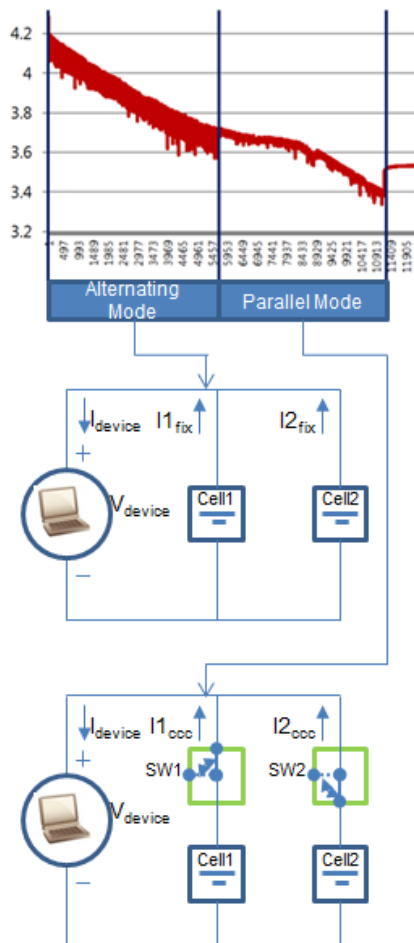 4.2
4
3.8
3.6
3.4
3.2
1 497 993 1489 1985 2481 2977 3473 3969 4465 4961 5457 5953 6449 6945 7441 7937 8433 8929 9425 9921 10417 10913 11409 11905
Alternating Mode
Parallel Mode
Idevice
I1fix
I2fix
+
Vdevice
Cell1
Cell2
−
Idevice
I1ccc
I2ccc
+
SW1
SW2
Vdevice
Cell1
Cell2
−